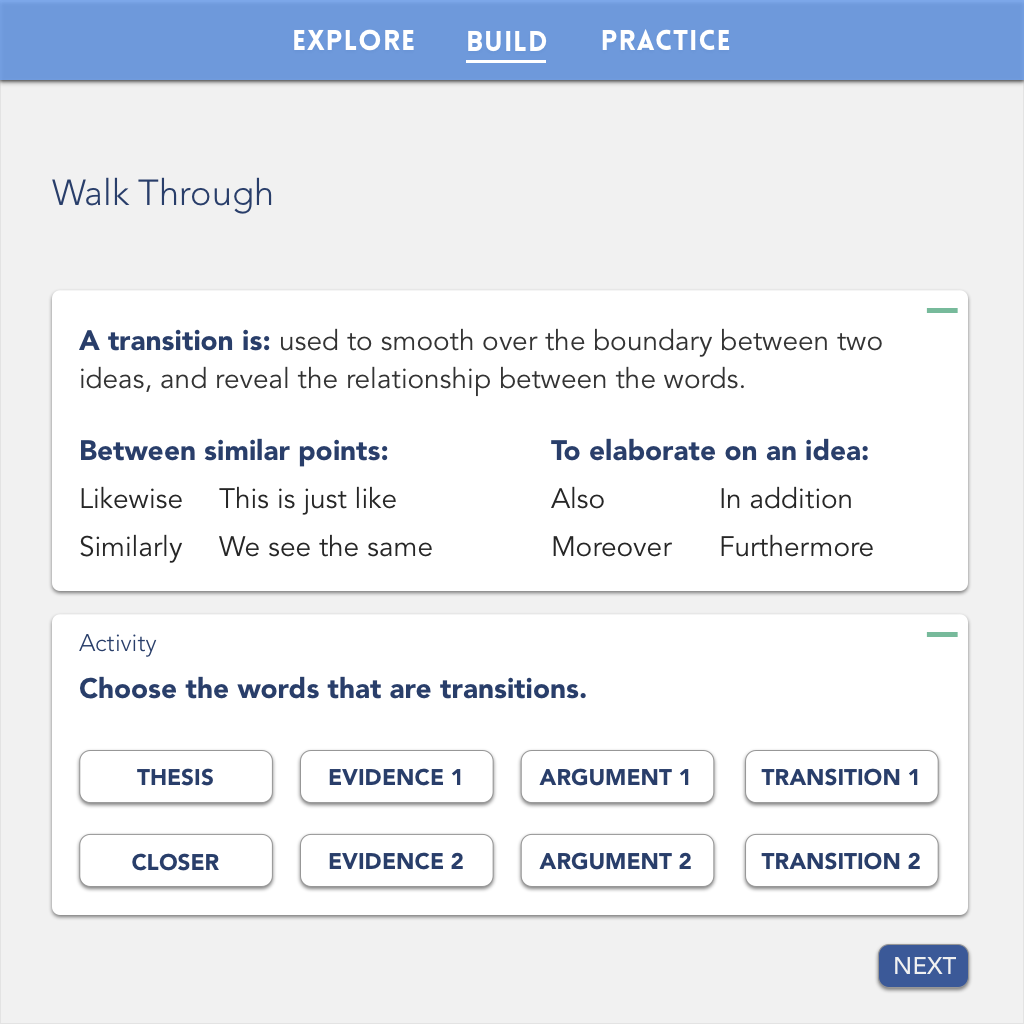 EXPLORE BUILD PRACTICE
Walk Through
A transition is: used to smooth over the boundary between two
ideas, and reveal the relationship between the words.
Between similar points: To elaborate on an idea:
Likewise This is just like Also In addition
Similarly We see the same Moreover Furthermore
Activity
Choose the words that are transitions.
THESIS EVIDENCE 1 ARGUMENT 1 TRANSITION 1
CLOSER EVIDENCE 2 ARGUMENT 2 TRANSITION 2
NEXT